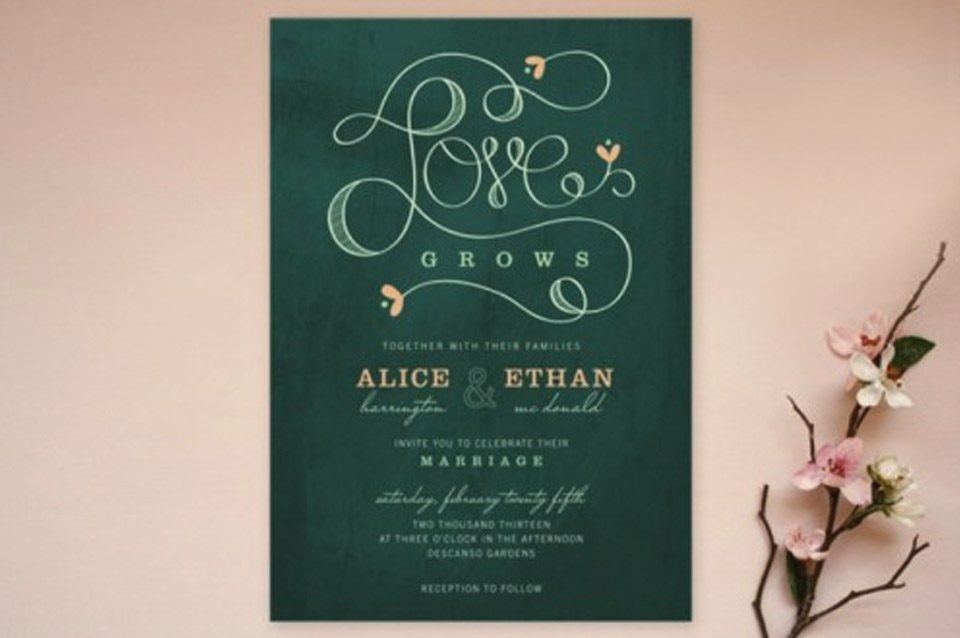 Love
GROWS
TOGETHER WITH THEIR FAMILIES
ALICE & ETHAN
harrington mc donald
INVITE YOU TO CELEBRATE THEIR
MARRIAGE
saturday, february twenty fifth
TWO THOUSAND THIRTEEN
AT THREE O'CLOCK IN THE AFTERNOON
DESCANSO GARDENS
RECEPTION TO FOLLOW